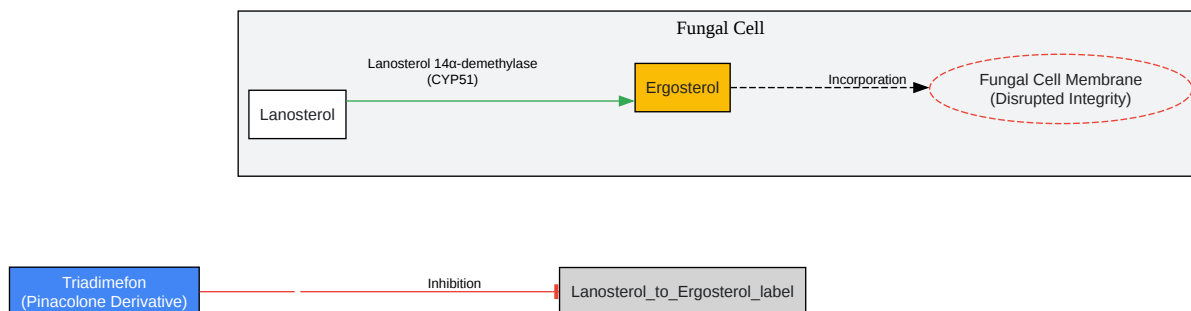 Fungal Cell
Lanosterol 14α-demethylase
(CYP51)
Lanosterol
Ergosterol
Incorporation
Fungal Cell Membrane
(Disrupted Integrity)
Triadimefon
(Pinacolone Derivative)
Inhibition
Lanosterol_to_Ergosterol_label